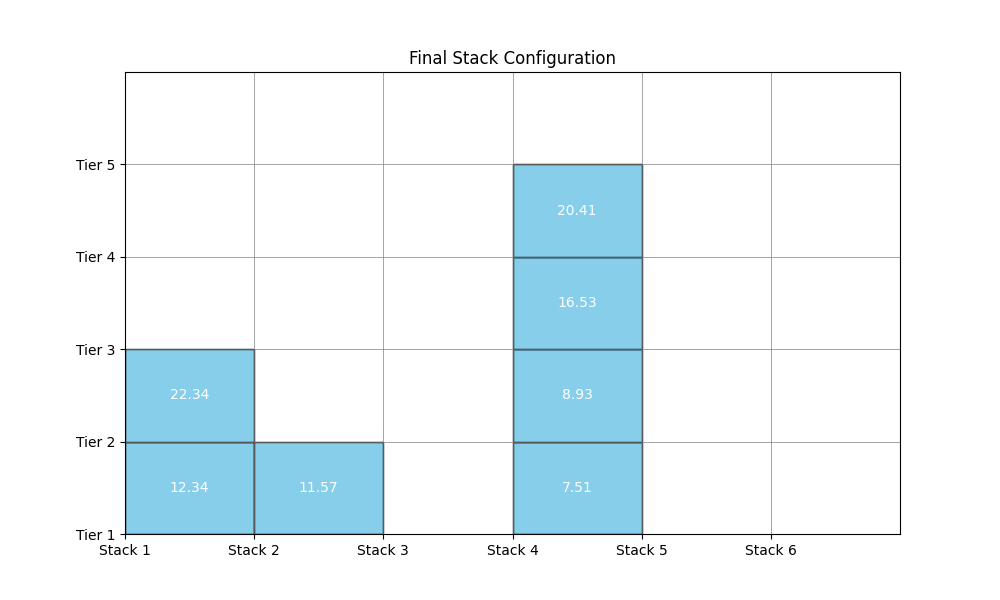 Final Stack Configuration
Tier 5
20.41
Tier 4
16.53
Tier 3
22.34
8.93
Tier 2
12.34
11.57
7.51
Tier 1
Stack 1 Stack 2 Stack 3 Stack 4 Stack 5 Stack 6